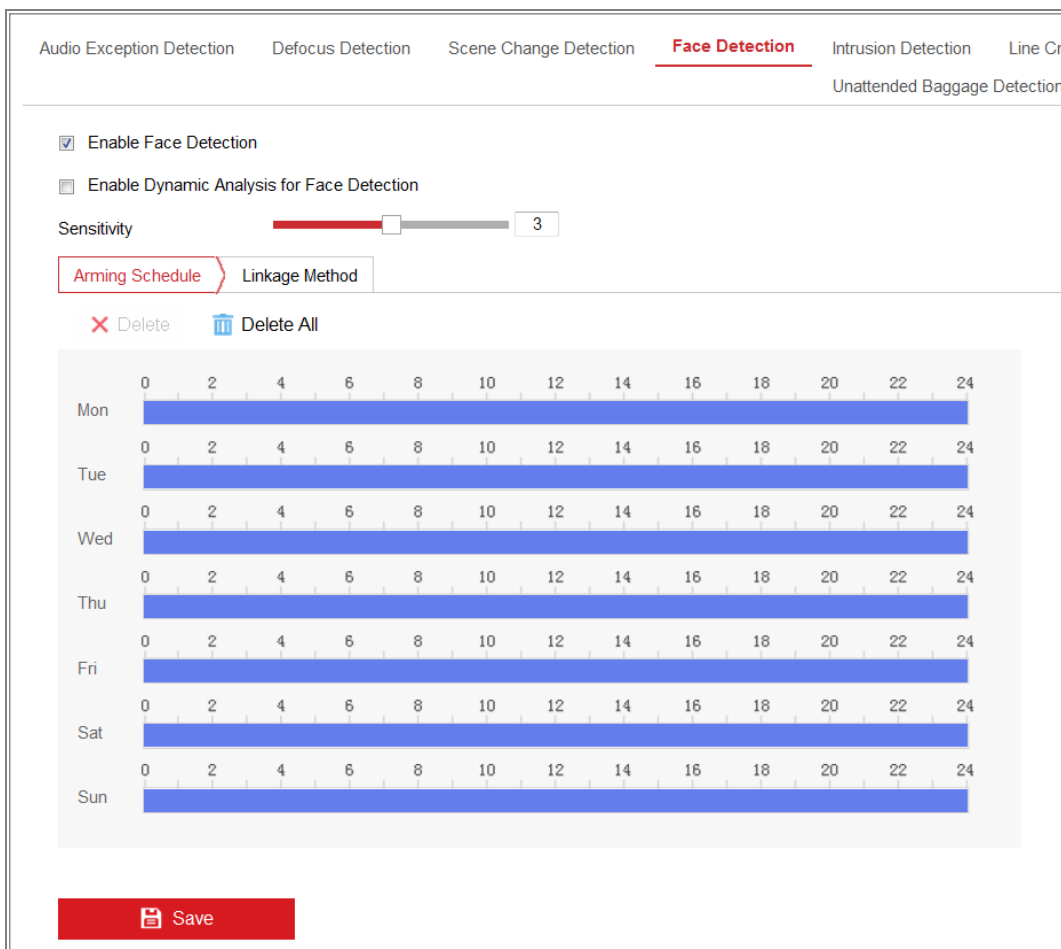 Audio Exception Detection Defocus Detection Scene Change Detection Face Detection Intrusion Detection Line Cr
Unattended Baggage Detection
Enable Face Detection
Enable Dynamic Analysis for Face Detection
Sensitivity 3
Arming Schedule Linkage Method
Delete Delete All
0 2 4 6 8 10 12 14 16 18 20 22 24
Mon
0 2 4 6 8 10 12 14 16 18 20 22 24
Tue
0 2 4 6 8 10 12 14 16 18 20 22 24
Wed
0 2 4 6 8 10 12 14 16 18 20 22 24
Thu
0 2 4 6 8 10 12 14 16 18 20 22 24
Fri
0 2 4 6 8 10 12 14 16 18 20 22 24
Sat
0 2 4 6 8 10 12 14 16 18 20 22 24
Sun
Save